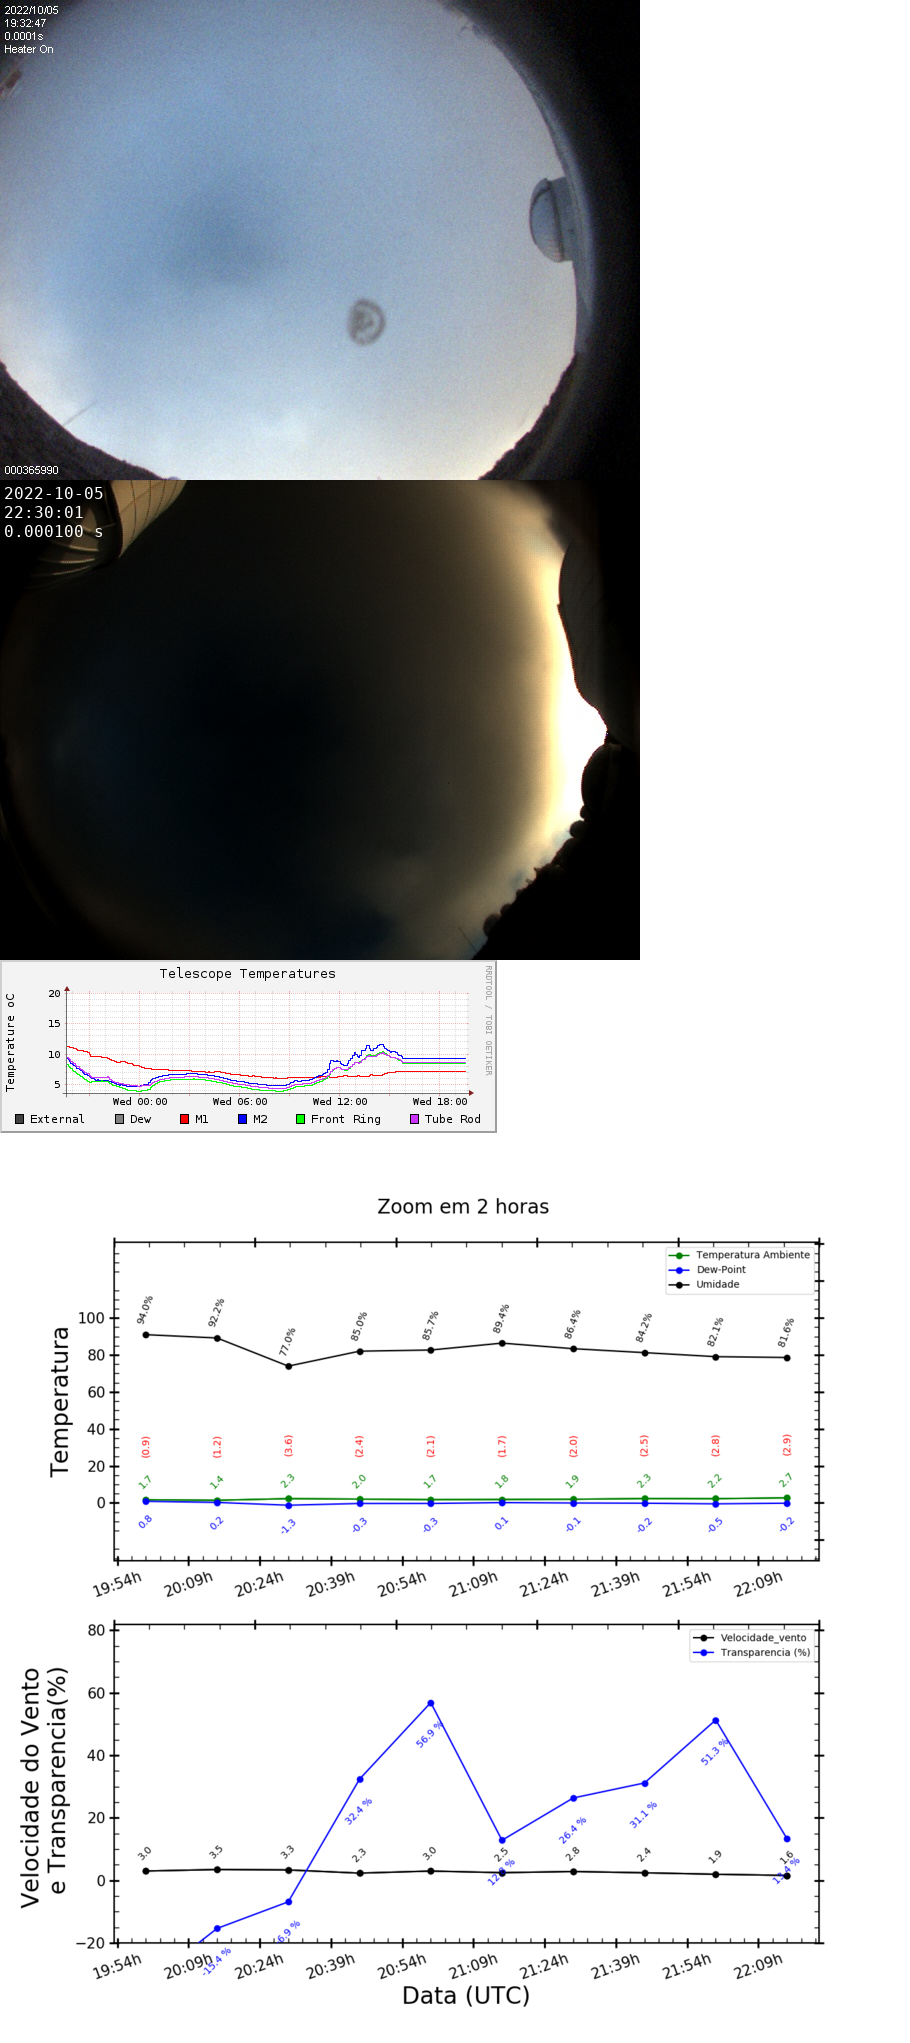 2022/10/05
19:32:47
0.0001s
Heater On
000365990
2022-10-05
22:30:01
0.000100 s
Telescope Temperatures
RRDTOOL / TOBI OETIKER
Temperature oC
20
15
10
5
Wed 00:00 Wed 06:00 Wed 12:00 Wed 18:00
External Dew M1 M2 Front Ring Tube Rod
Zoom em 2 horas
Temperatura Ambiente
Dew-Point
Umidade
Temperatura
100
80
60
40
20
0
94.0% 92.2% 77.0% 85.0% 85.7% 89.4% 86.4% 84.2% 82.1% 81.6%
(0.9) (1.2) (3.6) (2.4) (2.1) (1.7) (2.0) (2.5) (2.8) (2.9)
1.7 1.4 2.3 2.0 1.7 1.8 1.9 2.3 2.2 2.7
0.8 0.2 -1.3 -0.3 -0.3 0.1 -0.1 -0.2 -0.5 -0.2
19:54h 20:09h 20:24h 20:39h 20:54h 21:09h 21:24h 21:39h 21:54h 22:09h
Velocidade_vento
Transparencia (%)
Velocidade do Vento
e Transparencia(%)
80
60
40
20
0
−20
3.0 3.5 3.3 2.3 3.0 2.5 2.8 2.4 1.9 1.6
-15.4 % 32.4 % 56.9 % 26.4 % 31.1 % 51.3 %
19:54h 20:09h 20:24h 20:39h 20:54h 21:09h 21:24h 21:39h 21:54h 22:09h
Data (UTC)